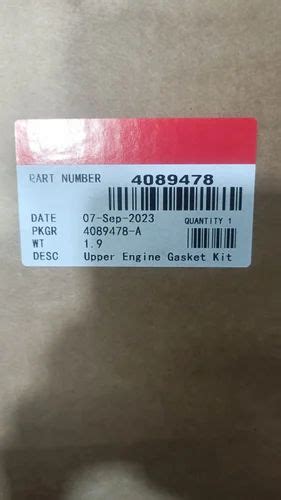 PART NUMBER 4089478
DATE 07-Sep-2023 QUANTITY 1
PKGR 4089478-A
WT 1.9
DESC Upper Engine Gasket Kit